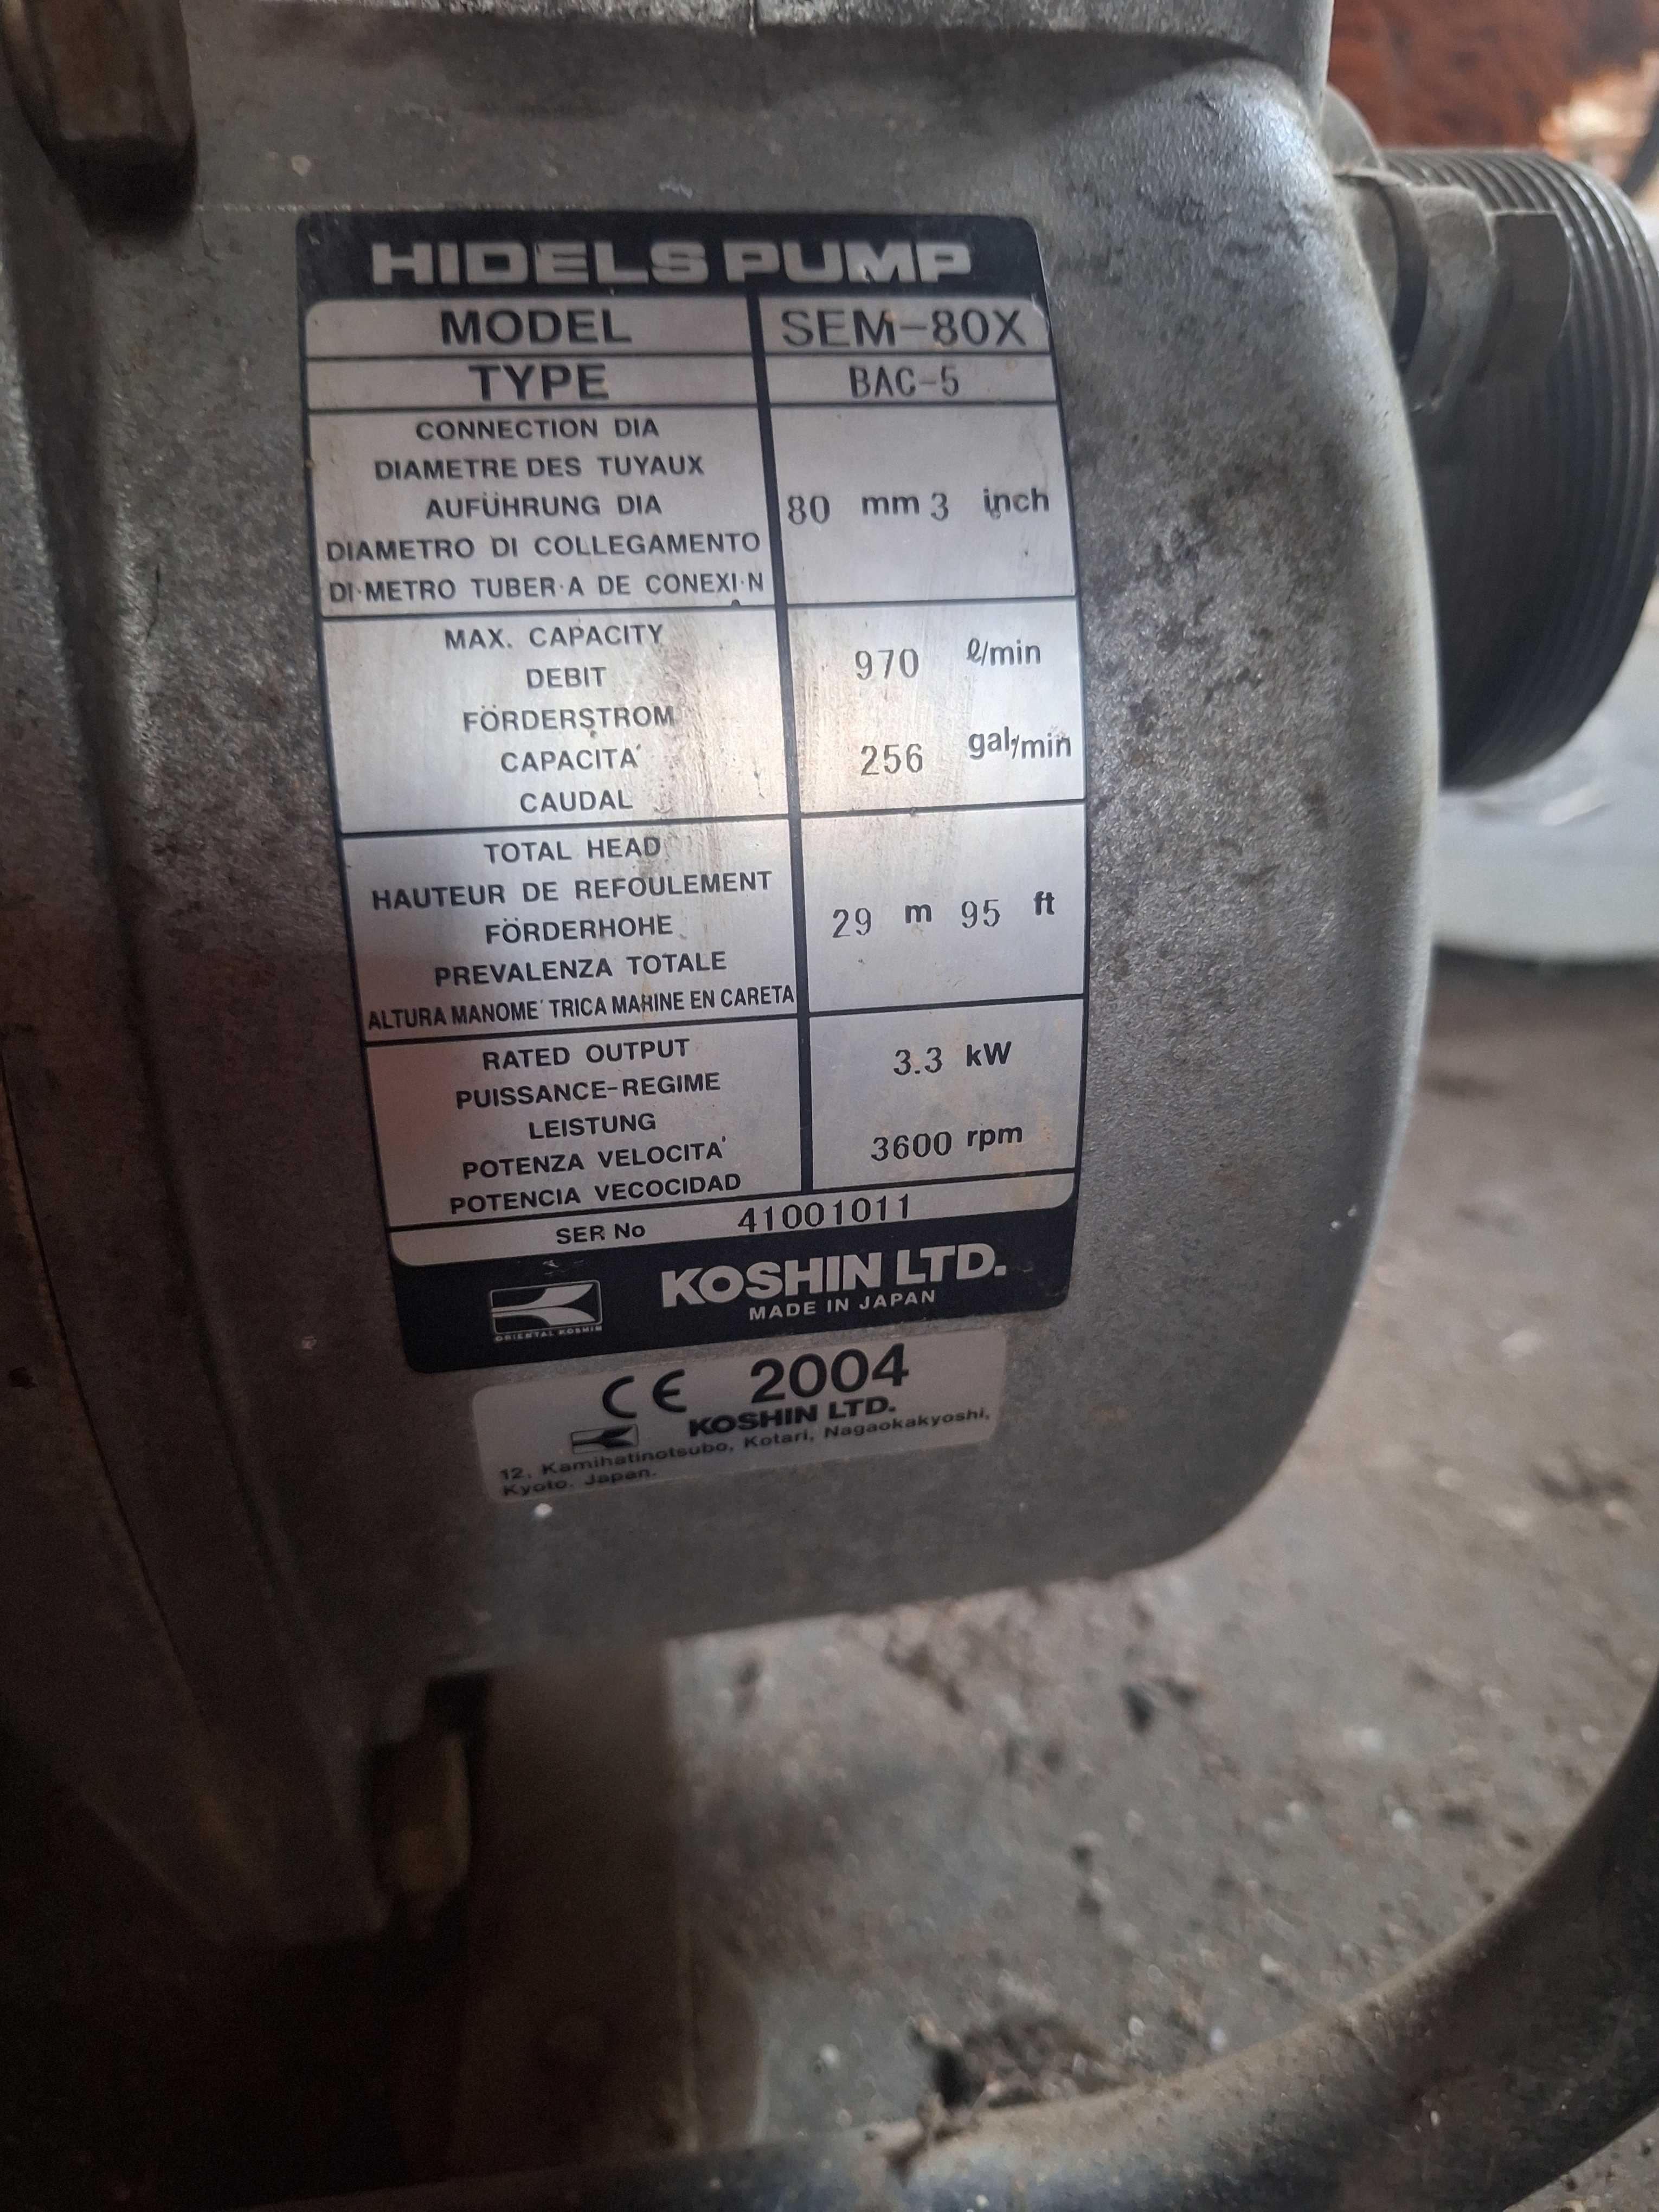 HIDELS PUMP
MODEL SEM-80X
TYPE BAC-5
CONNECTION DIA
DIAMETRE DES TUYAUX
AUFÜHRUNG DIA
DIAMETRO DI COLLEGAMENTO
DI·METRO TUBER·A DE CONEXI·N
80 mm 3 inch
MAX. CAPACITY
DEBIT
FÖRDERSTROM
CAPACITA'
CAUDAL
970 ℓ/min
256 gal/min
TOTAL HEAD
HAUTEUR DE REFOULEMENT
FÖRDERHOHE
PREVALENZA TOTALE
ALTURA MANOME´TRICA MARINE EN CARETA
29 m 95 ft
RATED OUTPUT
PUISSANCE-REGIME
LEISTUNG
POTENZA VELOCITA'
POTENCIA VECOCIDAD
3.3 kW
3600 rpm
SER No 41001011
ORIENTAL KOSHIN
KOSHIN LTD.
MADE IN JAPAN
CE 2004
KOSHIN LTD.
12, Kamihatinotsubo, Kotari, Nagaokakyoshi,
Kyoto. Japan.